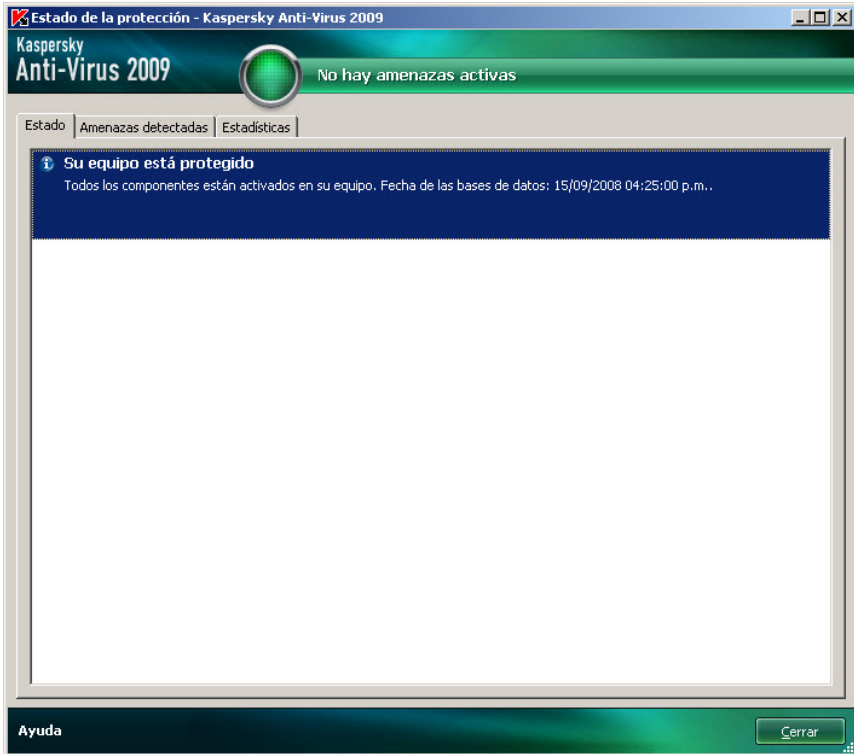 Estado de la protección - Kaspersky Anti-Virus 2009
Kaspersky
Anti-Virus 2009
No hay amenazas activas
Estado
Amenazas detectadas
Estadísticas
Su equipo está protegido
Todos los componentes están activados en su equipo. Fecha de las bases de datos: 15/09/2008 04:25:00 p.m..
Ayuda
Cerrar